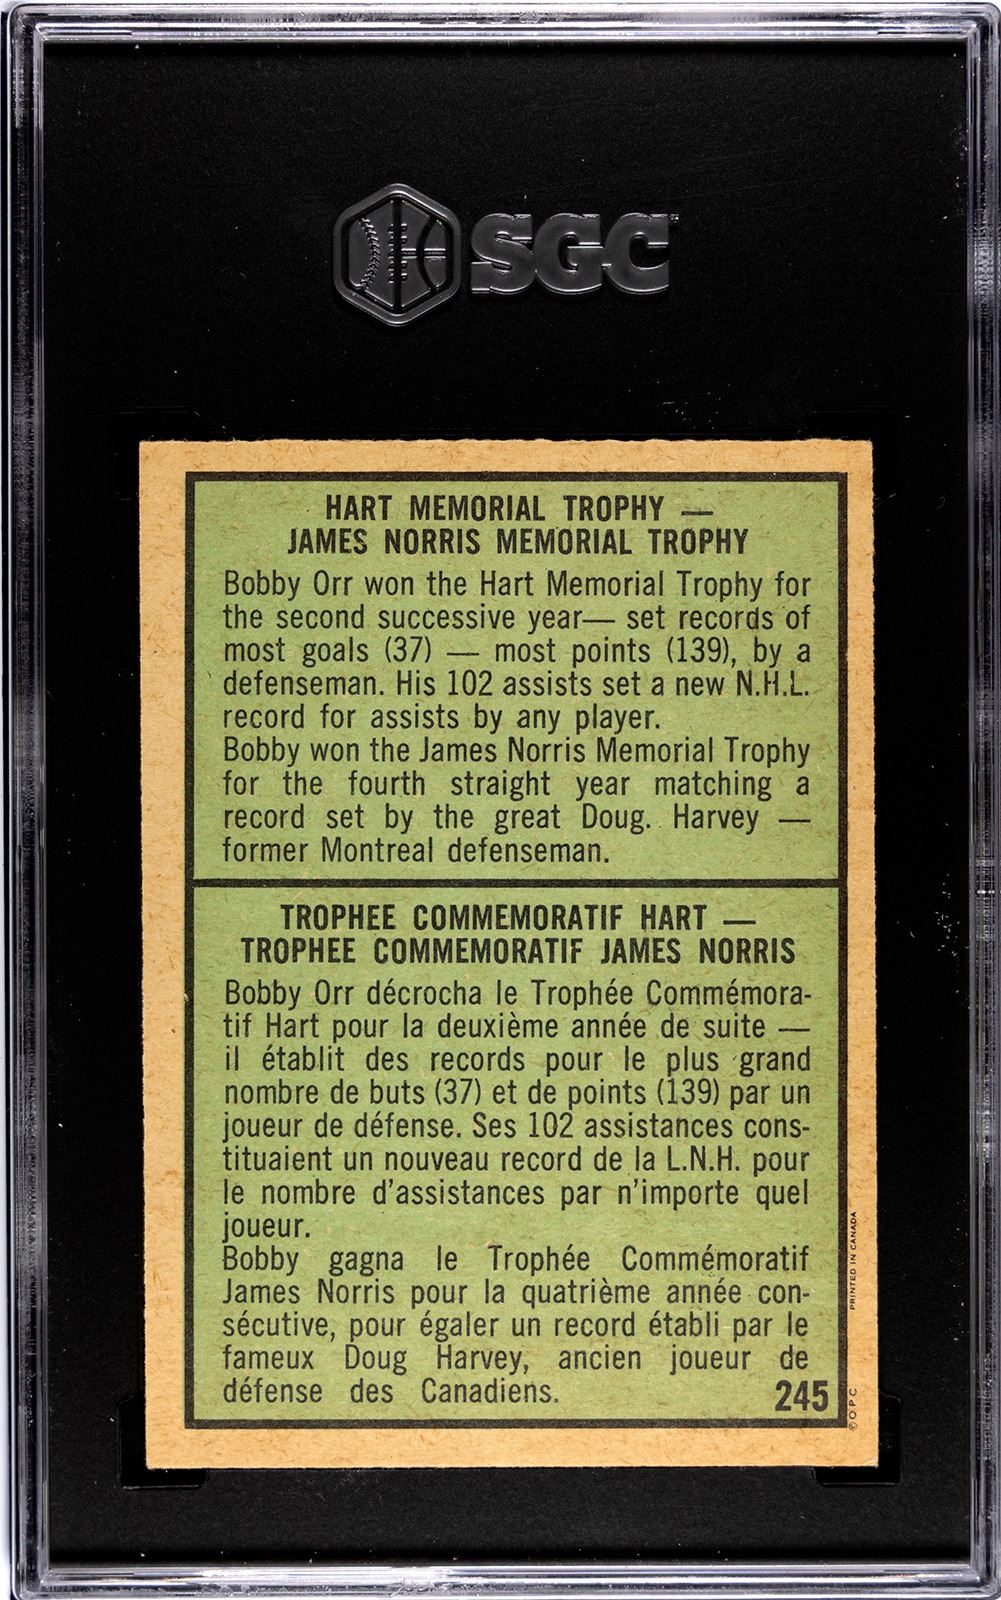 SGC
HART MEMORIAL TROPHY —
JAMES NORRIS MEMORIAL TROPHY
Bobby Orr won the Hart Memorial Trophy for
the second successive year— set records of
most goals (37) — most points (139), by a
defenseman. His 102 assists set a new N.H.L.
record for assists by any player.
Bobby won the James Norris Memorial Trophy
for the fourth straight year matching a
record set by the great Doug. Harvey —
former Montreal defenseman.
TROPHEE COMMEMORATIF HART —
TROPHEE COMMEMORATIF JAMES NORRIS
Bobby Orr décrocha le Trophée Commémora-
tif Hart pour la deuxième année de suite —
il établit des records pour le plus grand
nombre de buts (37) et de points (139) par un
joueur de défense. Ses 102 assistances cons-
tituaient un nouveau record de la L.N.H. pour
le nombre d'assistances par n'importe quel
joueur.
Bobby gagna le Trophée Commémoratif
James Norris pour la quatrième année con-
sécutive, pour égaler un record établi par le
fameux Doug Harvey, ancien joueur de
défense des Canadiens.
245
© O P C
PRINTED IN CANADA